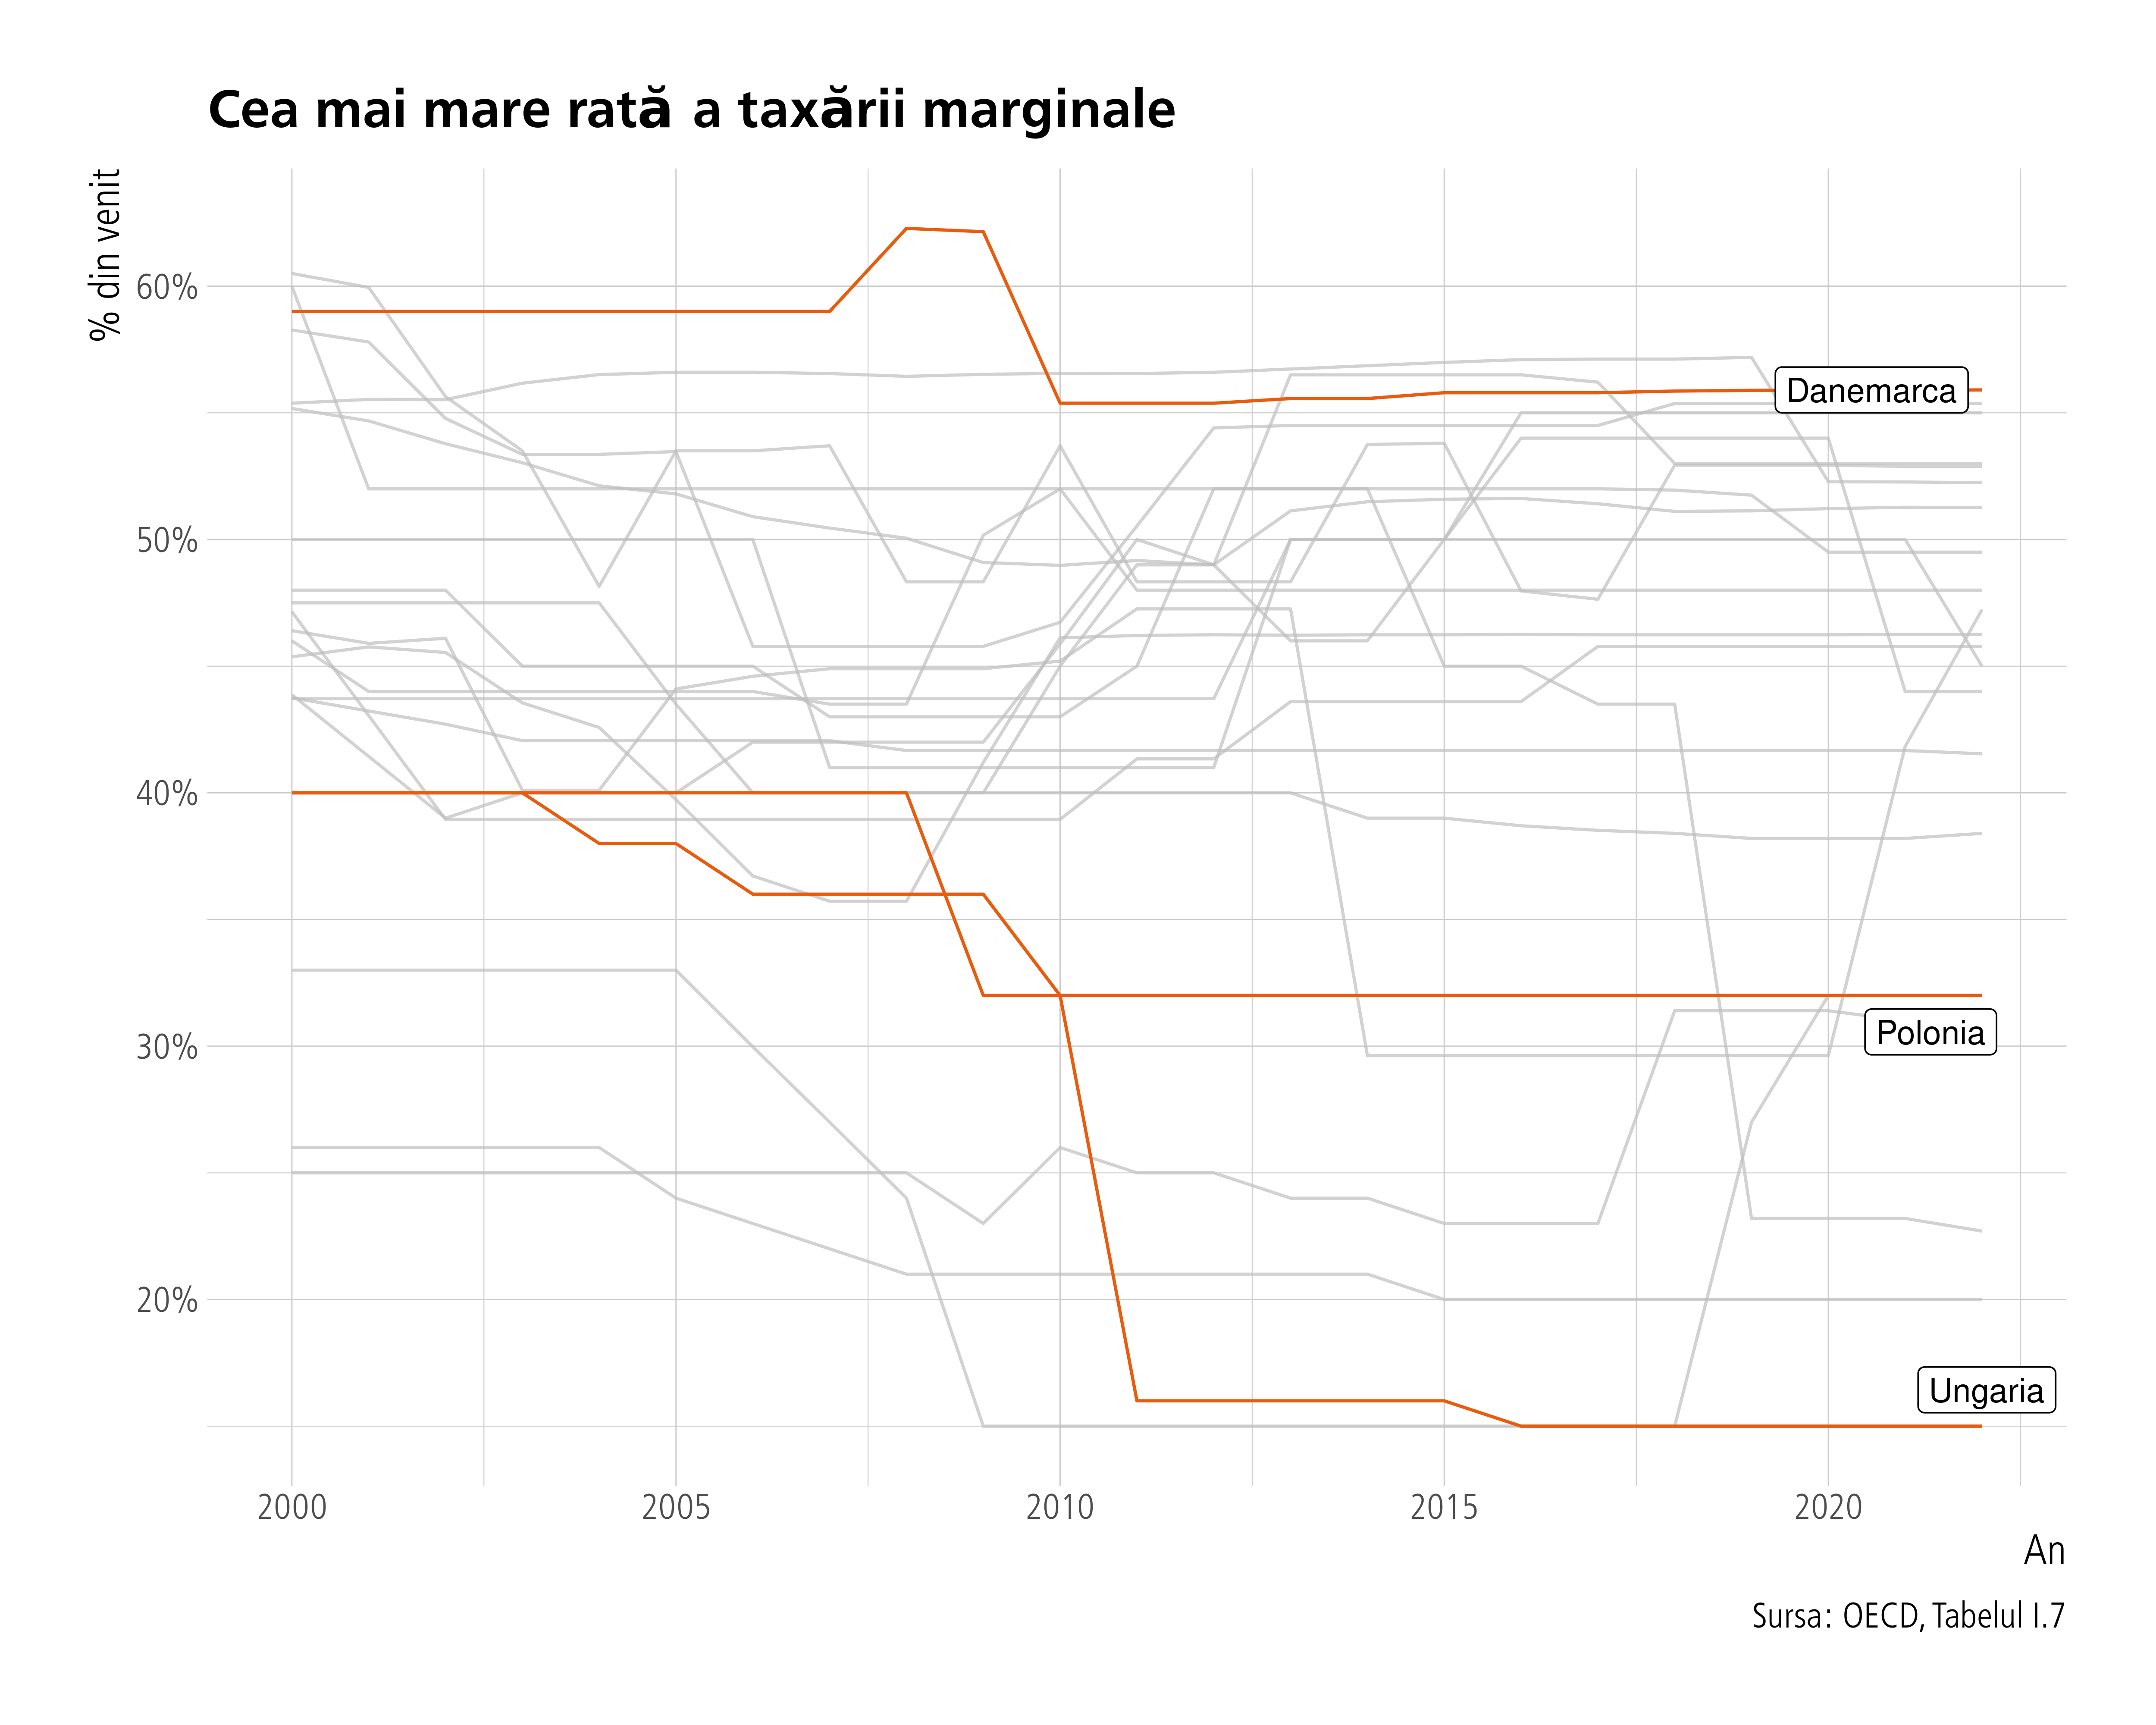 Cea mai mare rată a taxării marginale
% din venit
60%
50%
40%
30%
20%
Danemarca
Polonia
Ungaria
2000 2005 2010 2015 2020
An
Sursa: OECD, Tabelul I.7